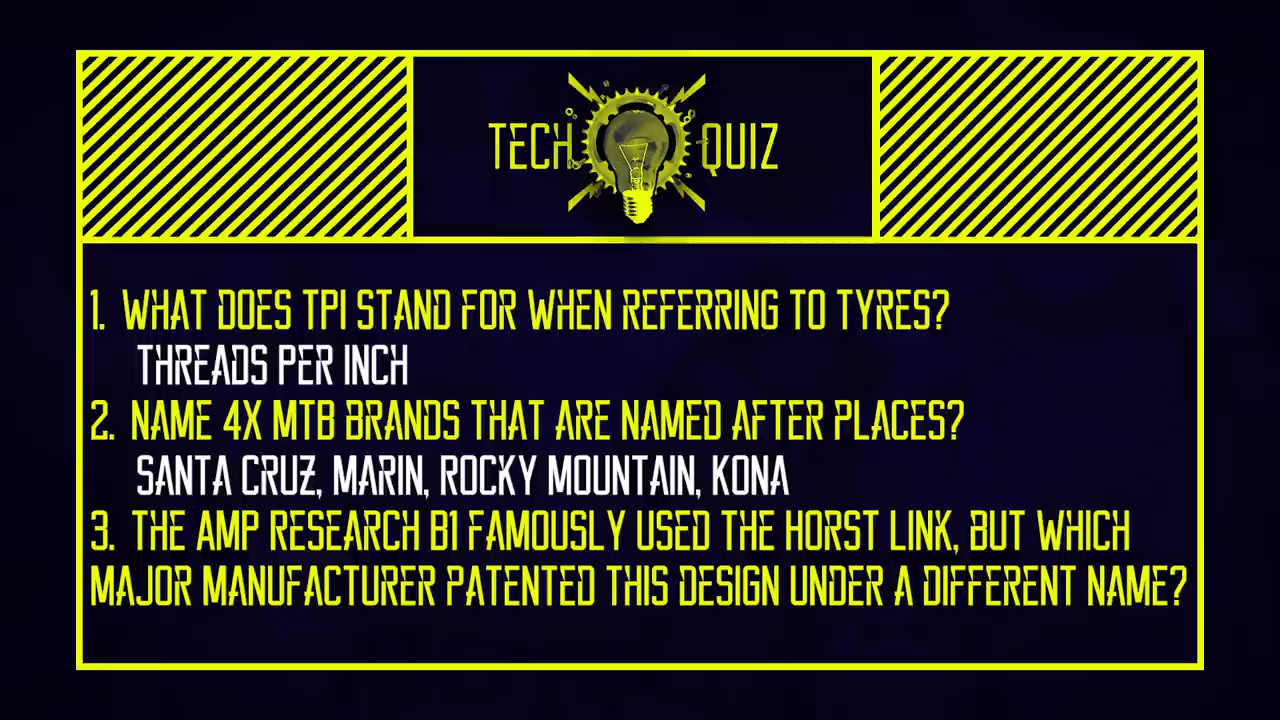 TECH QUIZ
1. WHAT DOES TPI STAND FOR WHEN REFERRING TO TYRES?
THREADS PER INCH
2. NAME 4X MTB BRANDS THAT ARE NAMED AFTER PLACES?
SANTA CRUZ, MARIN, ROCKY MOUNTAIN, KONA
3. THE AMP RESEARCH B1 FAMOUSLY USED THE HORST LINK, BUT WHICH
MAJOR MANUFACTURER PATENTED THIS DESIGN UNDER A DIFFERENT NAME?